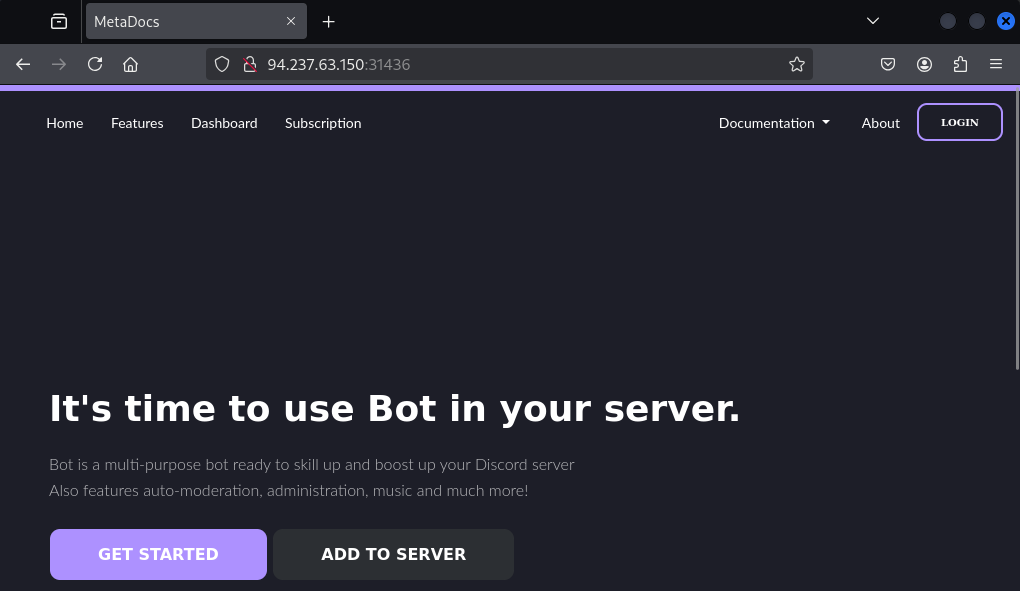 MetaDocs
94.237.63.150:31436
Home Features Dashboard Subscription Documentation About LOGIN
It's time to use Bot in your server.
Bot is a multi-purpose bot ready to skill up and boost up your Discord server
Also features auto-moderation, administration, music and much more!
GET STARTED ADD TO SERVER